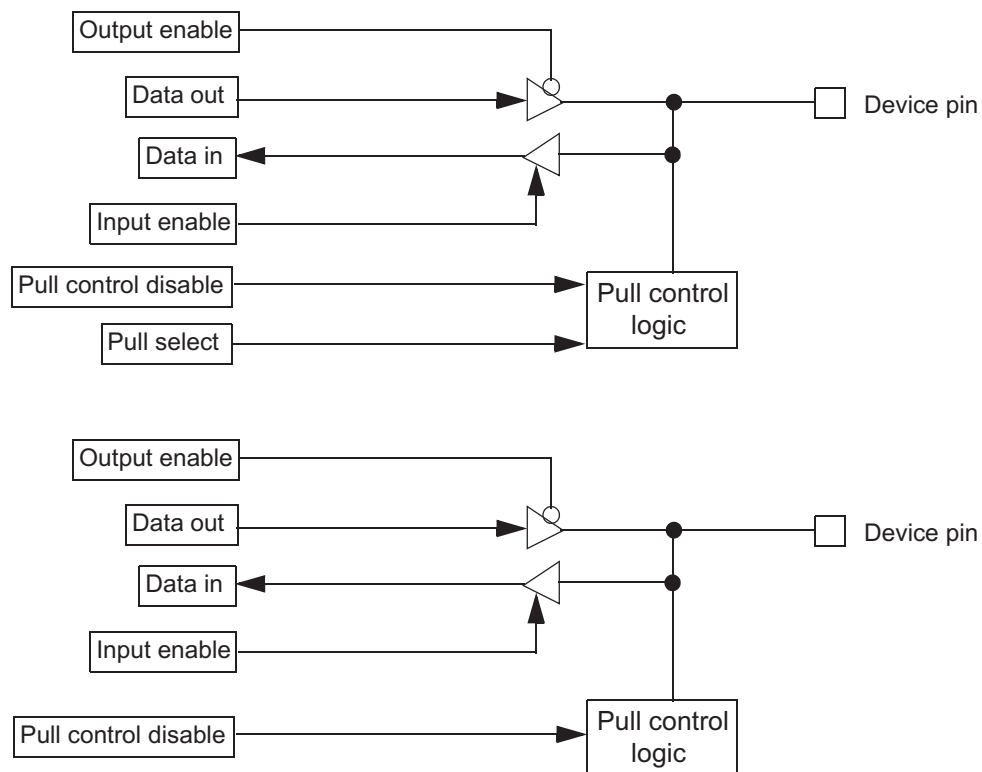 Output enable
Data out
Device pin
Data in
Input enable
Pull control disable
Pull control
logic
Pull select
Output enable
Data out
Device pin
Data in
Input enable
Pull control disable
Pull control
logic